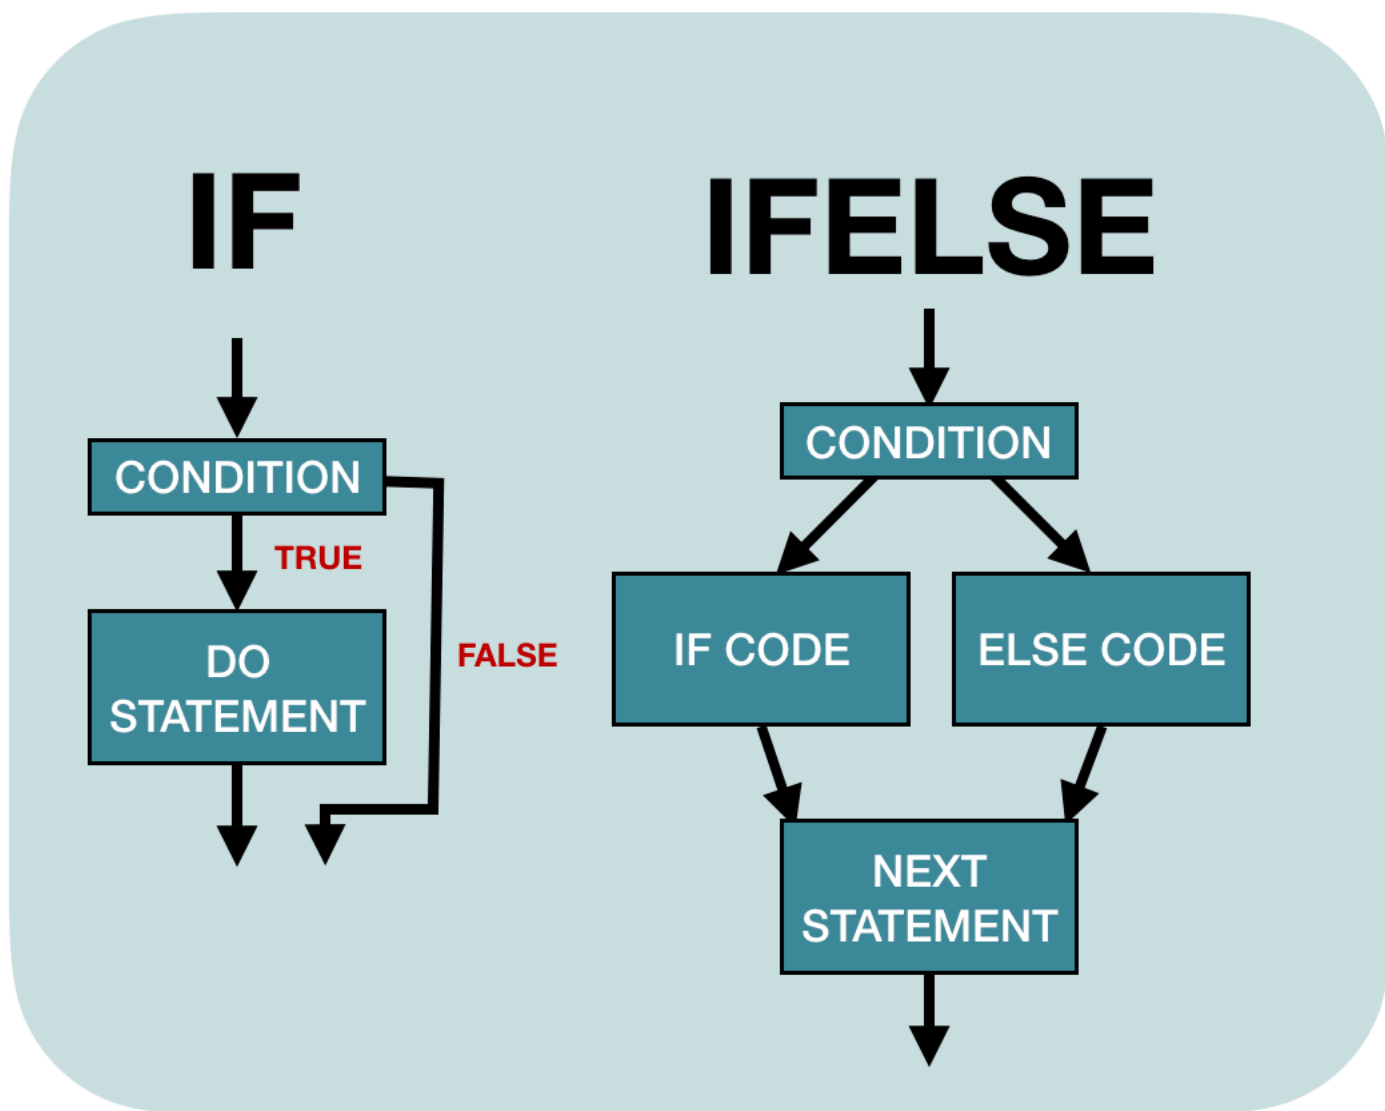 IF
CONDITION
TRUE
DO
STATEMENT
FALSE
IFELSE
CONDITION
IF CODE
ELSE CODE
NEXT
STATEMENT